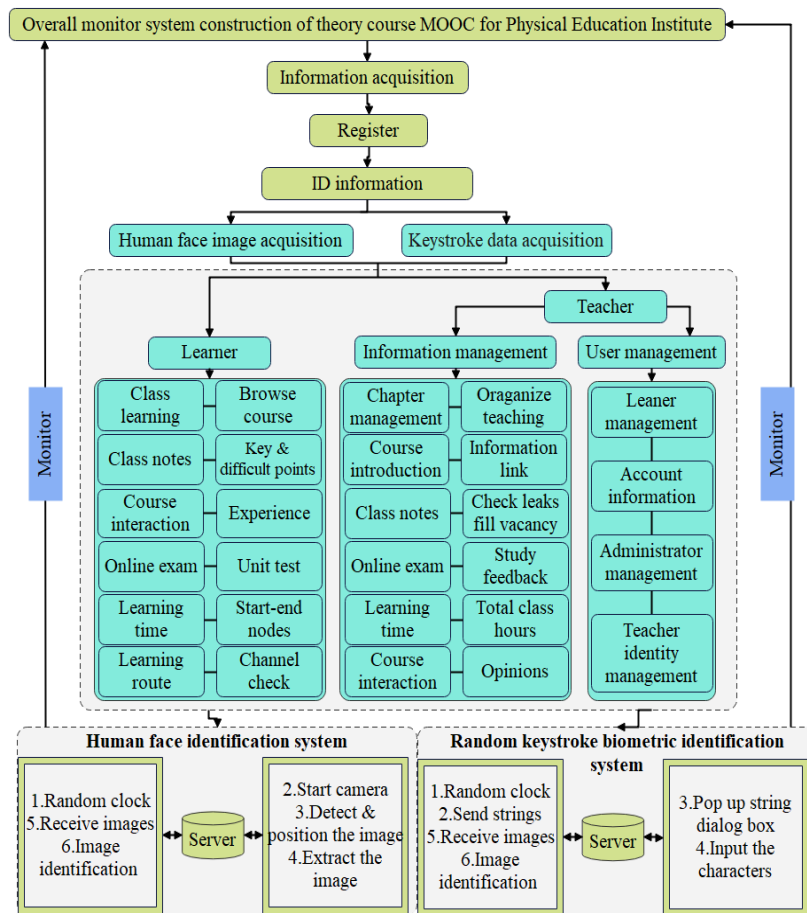 Overall monitor system construction of theory course MOOC for Physical Education Institute
Information acquisition
Register
ID information
Human face image acquisition
Keystroke data acquisition
Teacher
Learner
Information management
User management
Class
learning
Browse
course
Class notes
Key &
difficult points
Course
interaction
Experience
Online exam
Unit test
Learning
time
Start-end
nodes
Learning
route
Channel
check
Chapter
management
Oraganize
teaching
Course
introduction
Information
link
Class notes
Check leaks
fill vacancy
Online exam
Study
feedback
Learning
time
Total class
hours
Course
interaction
Opinions
Leaner
management
Account
information
Administrator
management
Teacher
identity
management
Monitor
Monitor
Human face identification system
1.Random clock
5.Receive images
6.Image
identification
Server
2.Start camera
3.Detect &
position the image
4.Extract the
image
Random keystroke biometric identification
system
1.Random clock
2.Send strings
5.Receive images
6.Image
identification
Server
3.Pop up string
dialog box
4.Input the
characters